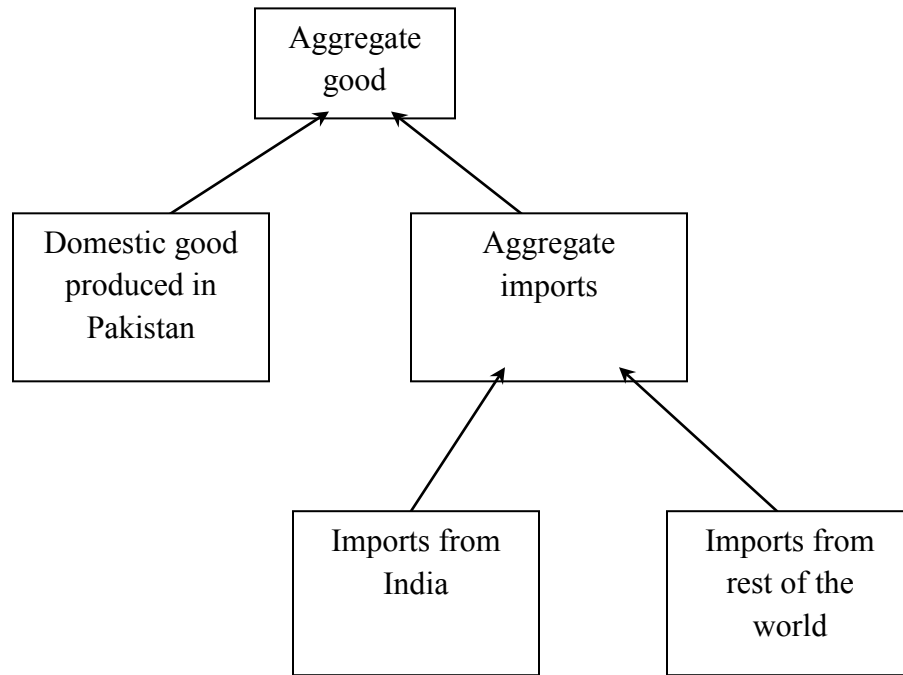 Aggregate
good
Domestic good
produced in
Pakistan
Aggregate
imports
Imports from
India
Imports from
rest of the
world